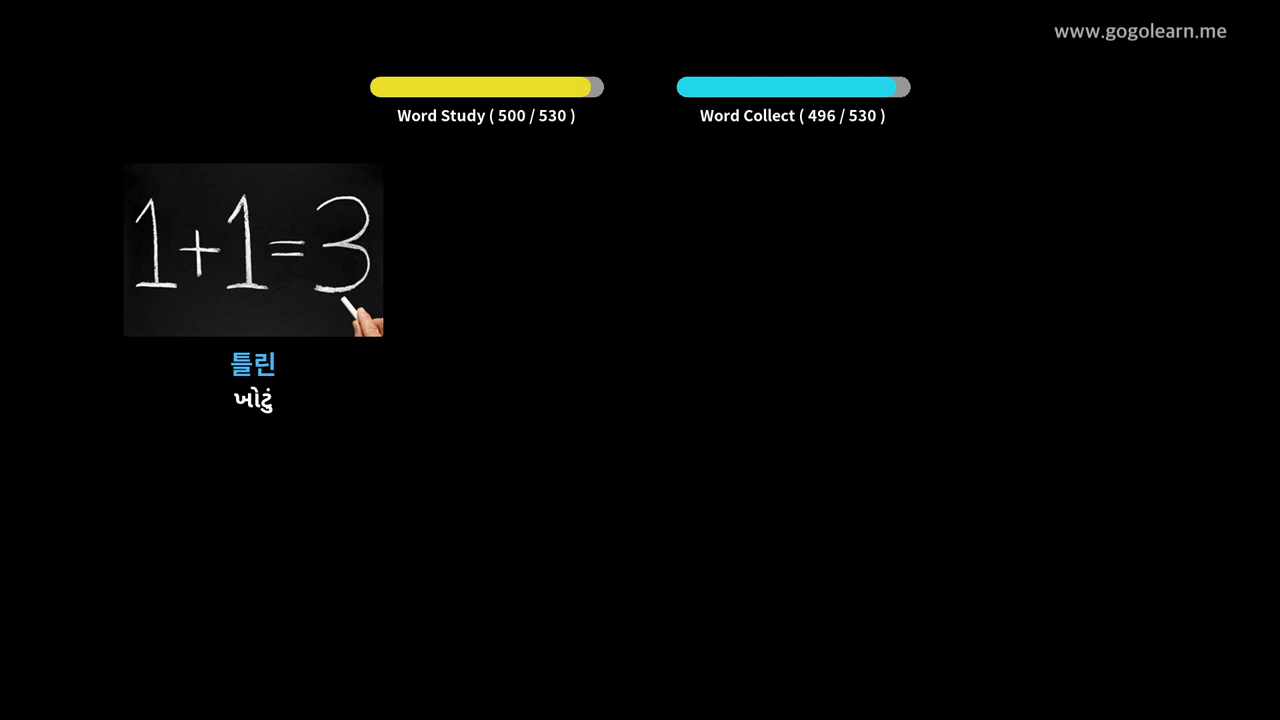 www.gogolearn.me
Word Study ( 500 / 530 )
Word Collect ( 496 / 530 )
1+1=3
틀린
ખોટું